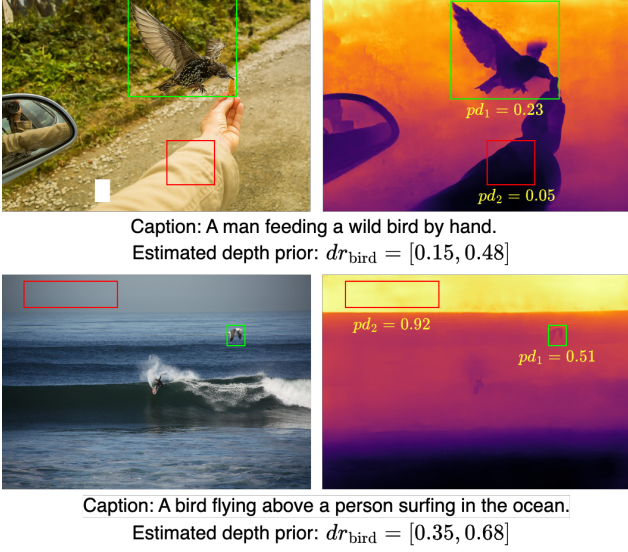 pd₁ = 0.23
pd₂ = 0.05
Caption: A man feeding a wild bird by hand.
Estimated depth prior: dr_bird = [0.15, 0.48]
pd₂ = 0.92
pd₁ = 0.51
Caption: A bird flying above a person surfing in the ocean.
Estimated depth prior: dr_bird = [0.35, 0.68]